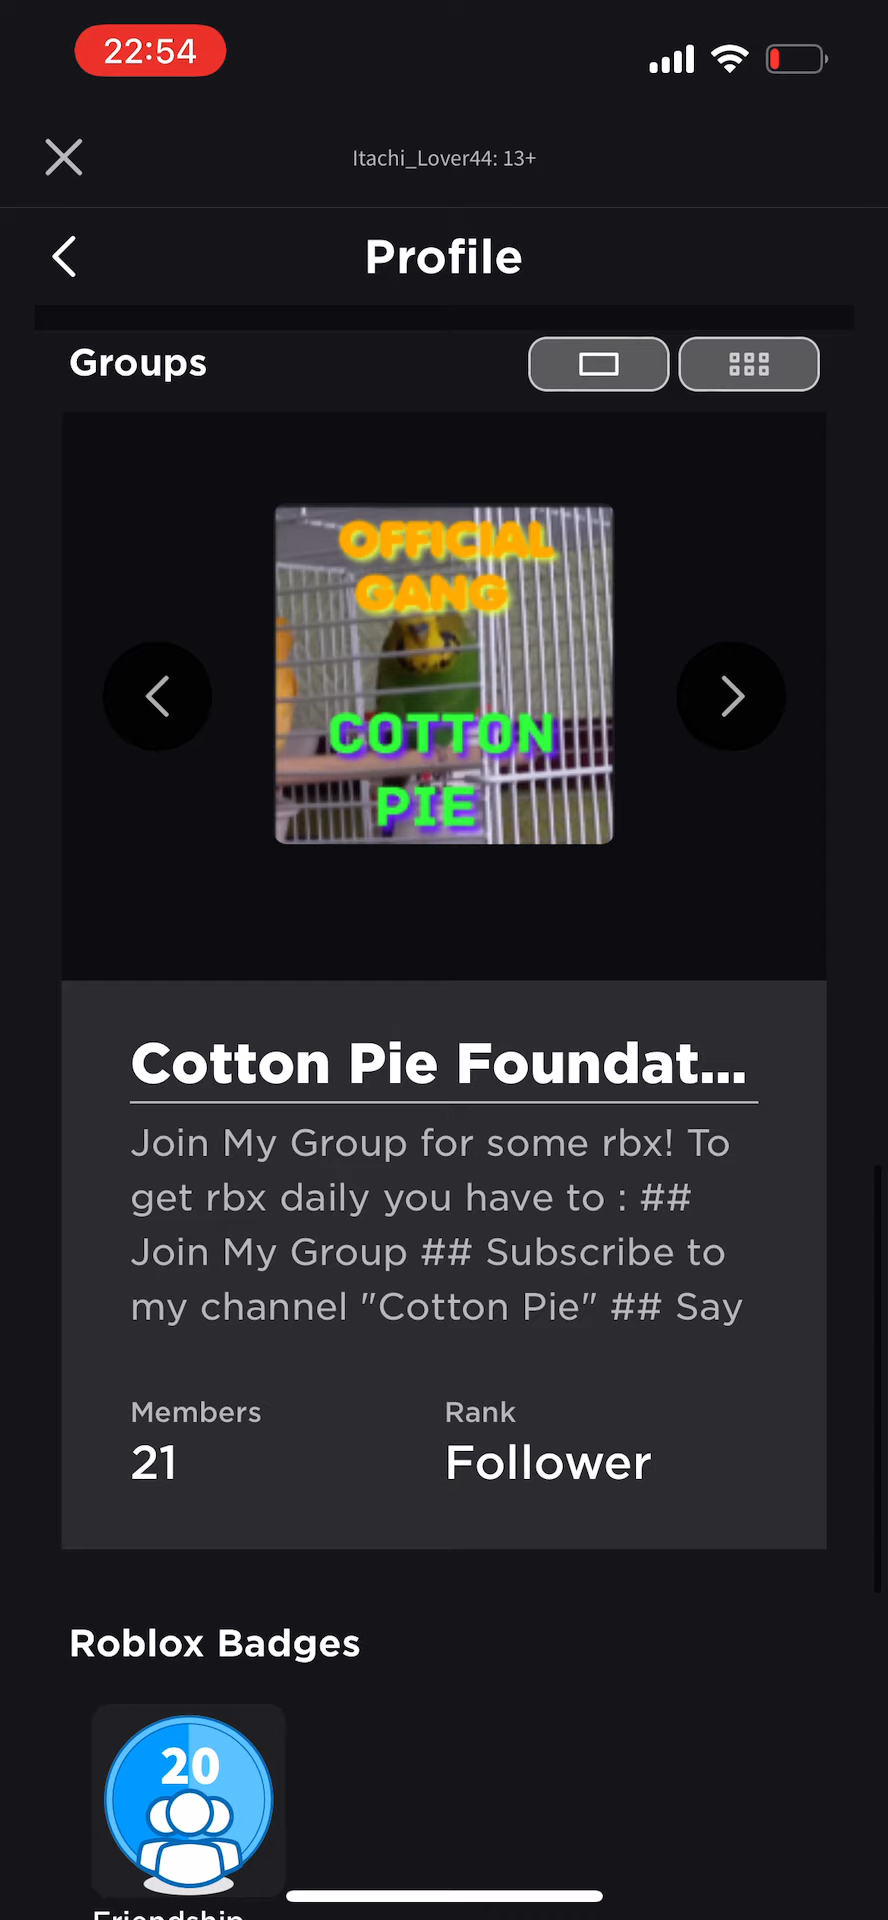 22:54
Itachi_Lover44: 13+
Profile
Groups
OFFICIAL
GANG
COTTON
PIE
Cotton Pie Foundat...
Join My Group for some rbx! To
get rbx daily you have to : ##
Join My Group ## Subscribe to
my channel "Cotton Pie" ## Say
Members
21
Rank
Follower
Roblox Badges
20
Friendship